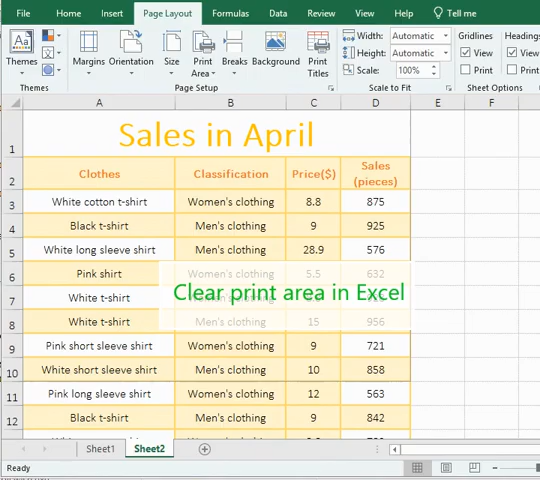 File Home Insert Page Layout Formulas Data Review View Help Tell me
Themes Margins Orientation Size Print Area Breaks Background Print Titles Width: Automatic Height: Automatic Scale: 100% Gridlines View Print Headings View Print
Themes Page Setup Scale to Fit Sheet Options
A B C D E F G
1 Sales in April
2 Clothes Classification Price($) Sales (pieces)
3 White cotton t-shirt Women's clothing 8.8 875
4 Black t-shirt Men's clothing 9 925
5 White long sleeve shirt Men's clothing 28.9 576
6 Pink shirt Women's clothing 5.5 632
Clear print area in Excel
7 White t-shirt
8 White t-shirt Men's clothing 15 956
9 Pink short sleeve shirt Women's clothing 9 721
10 White short sleeve shirt Men's clothing 10 858
11 Pink long sleeve shirt Women's clothing 12 563
12 Black t-shirt Men's clothing 9 842
Sheet1 Sheet2
Ready